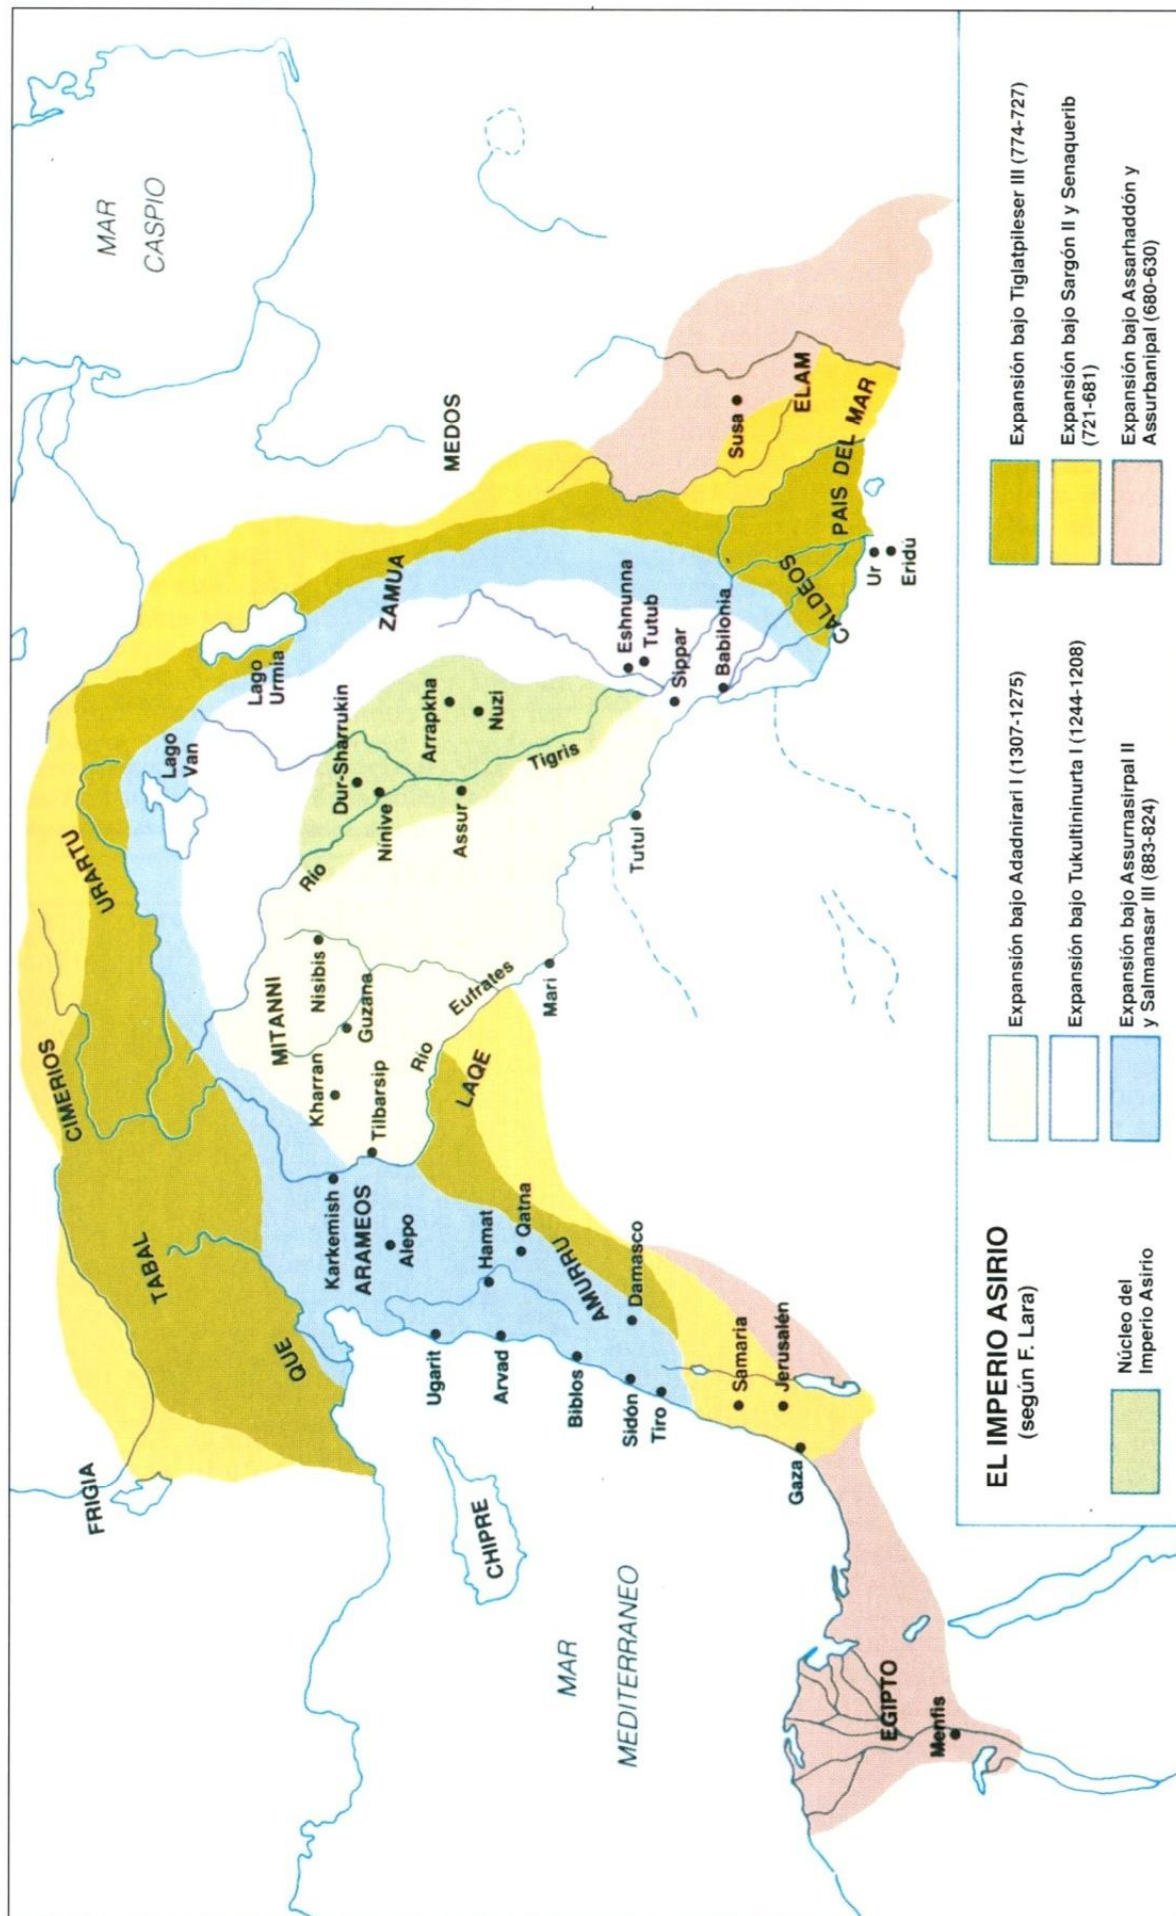 MAR
CASPIO
FRIGIA
CIMERIOS
URARTU
TABAL
QUE
Lago
Van
Lago
Urmia
MEDOS
ZAMUA
MITANNI
Nisibis
Kharran
Guzana
Tilbarsip
Karkemish
ARAMEOS
Alepo
Río
Dur-Sharrukin
Nínive
Arrapkha
Nuzi
Assur
Tigris
Río
Eufrates
LAQE
Mari
Tutul
Eshnunna
Tutub
Sippar
Babilonia
CHIPRE
Ugarit
Arvad
Hamat
Qatna
AMURRU
Biblos
Sidón
Tiro
Damasco
Susa
ELAM
PAIS DEL MAR
CALDEOS
Ur
Eridú
MAR
MEDITERRANEO
Samaria
Jerusalén
Gaza
EGIPTO
Menfis
EL IMPERIO ASIRIO
(según F. Lara)
Núcleo del
Imperio Asirio
Expansión bajo Adadnirari I (1307-1275)
Expansión bajo Tukultininurta I (1244-1208)
Expansión bajo Assurnasirpal II
y Salmanasar III (883-824)
Expansión bajo Tiglatpileser III (774-727)
Expansión bajo Sargón II y Senaquerib
(721-681)
Expansión bajo Assarhaddón y
Assurbanipal (680-630)